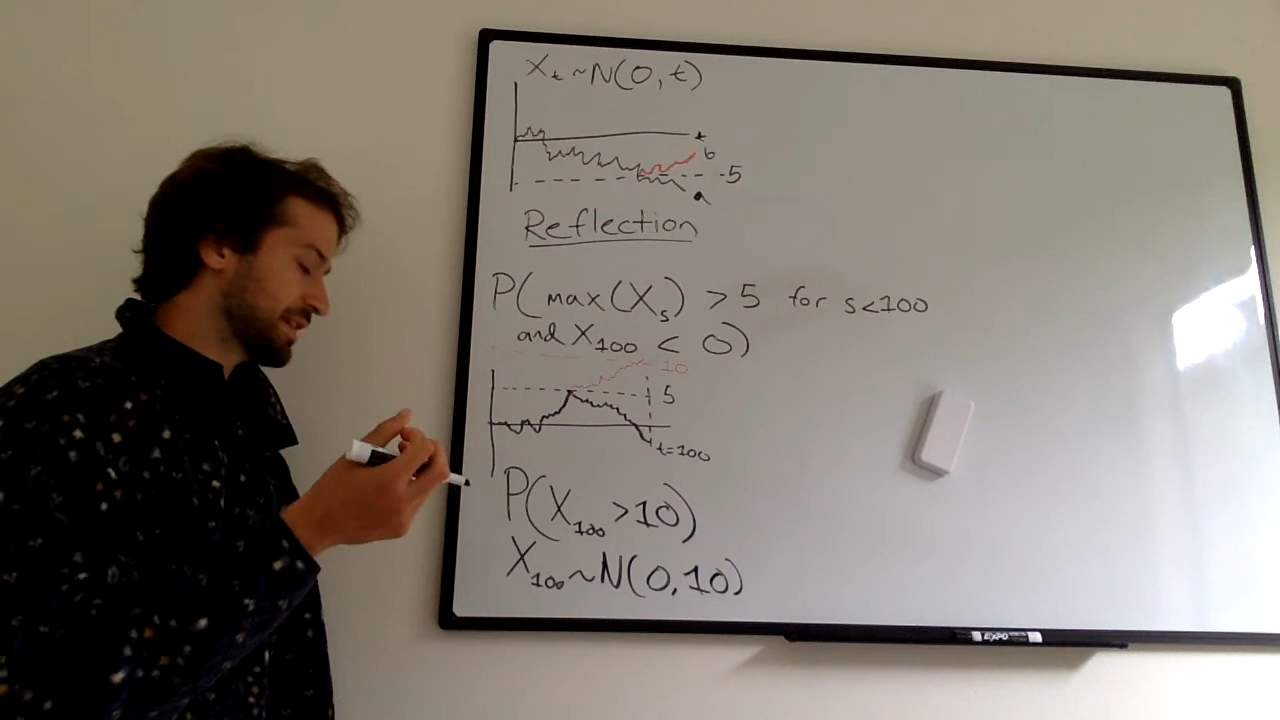 X_t ~ N(0, t)
t
b
-5
a
Reflection
P( max(X_s) > 5 for s<100
and X_100 < 0)
10
5
t=100
P(X_100 >10)
X_100 ~ N(0,10)
EXPO